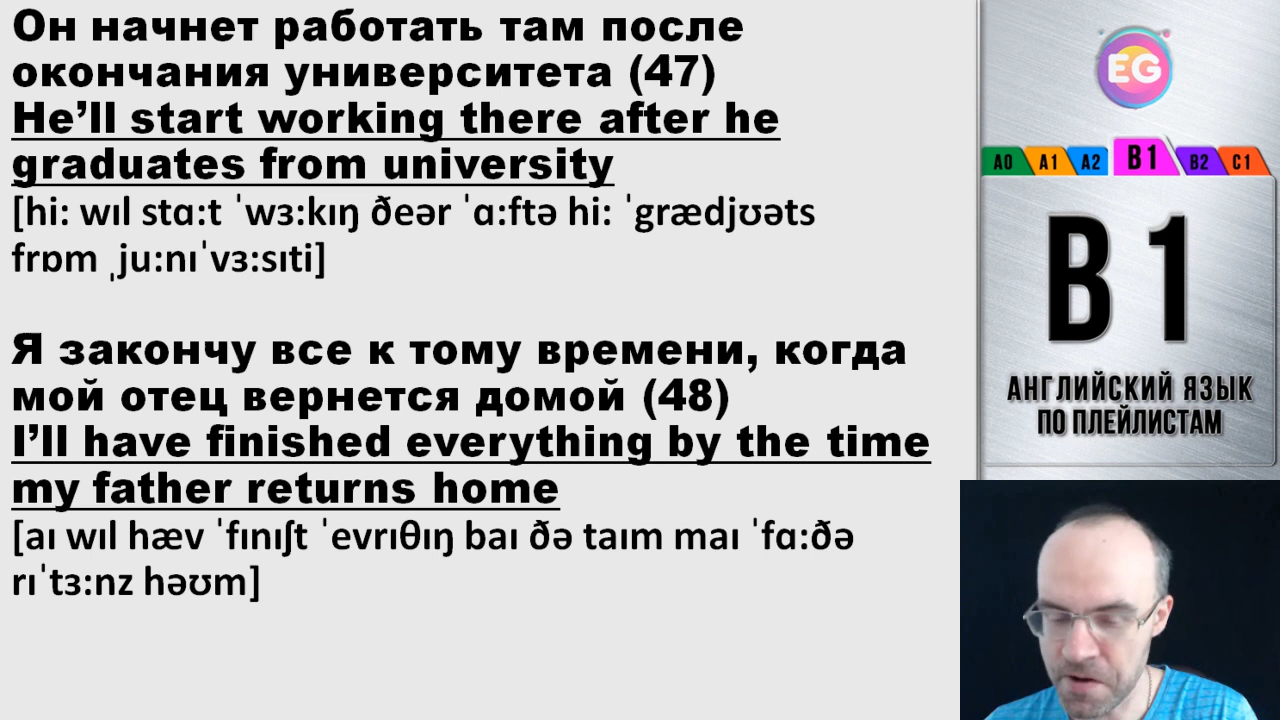 Он начнет работать там после
окончания университета (47)
He’ll start working there after he
graduates from university
[hi: wɪl stɑ:t ˈwɜ:kɪŋ ðeər ˈɑ:ftə hi: ˈgrædjʊəts
frɒm ˌju:nɪˈvɜ:sɪti]
Я закончу все к тому времени, когда
мой отец вернется домой (48)
I’ll have finished everything by the time
my father returns home
[aɪ wɪl hæv ˈfɪnɪʃt ˈevrɪθɪŋ baɪ ðə taɪm maɪ ˈfɑ:ðə
rɪˈtɜ:nz həʊm]
EG
A0 A1 A2 B1 B2 C1
B1
АНГЛИЙСКИЙ ЯЗЫК
ПО ПЛЕЙЛИСТАМ